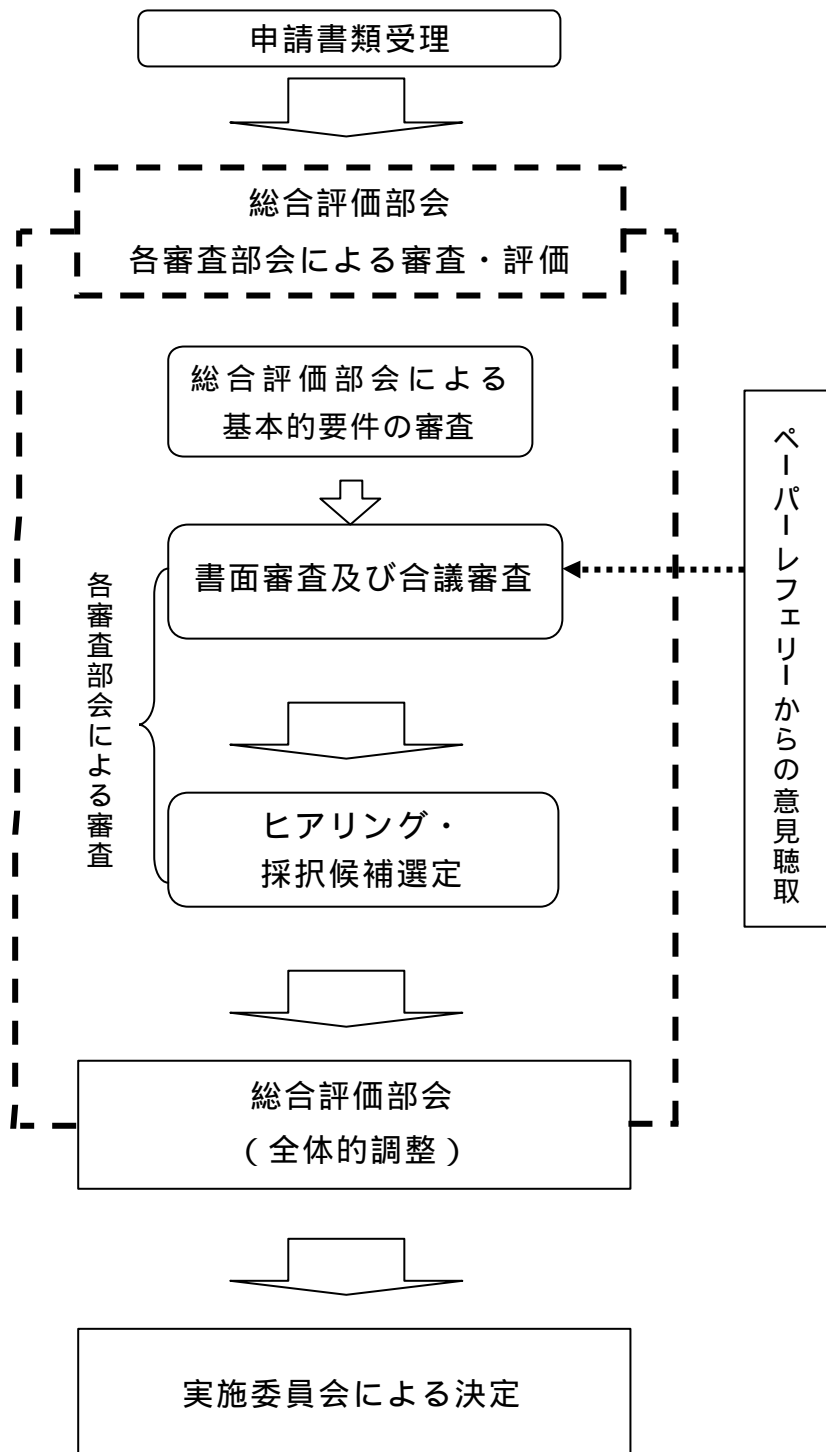 申請書類受理
総合評価部会
各審査部会による審査・評価
総合評価部会による
基本的要件の審査
書面審査及び合議審査
ペーパーレフェリーからの意見聴取
各審査部会による審査
ヒアリング・
採択候補選定
総合評価部会
(全体的調整)
実施委員会による決定